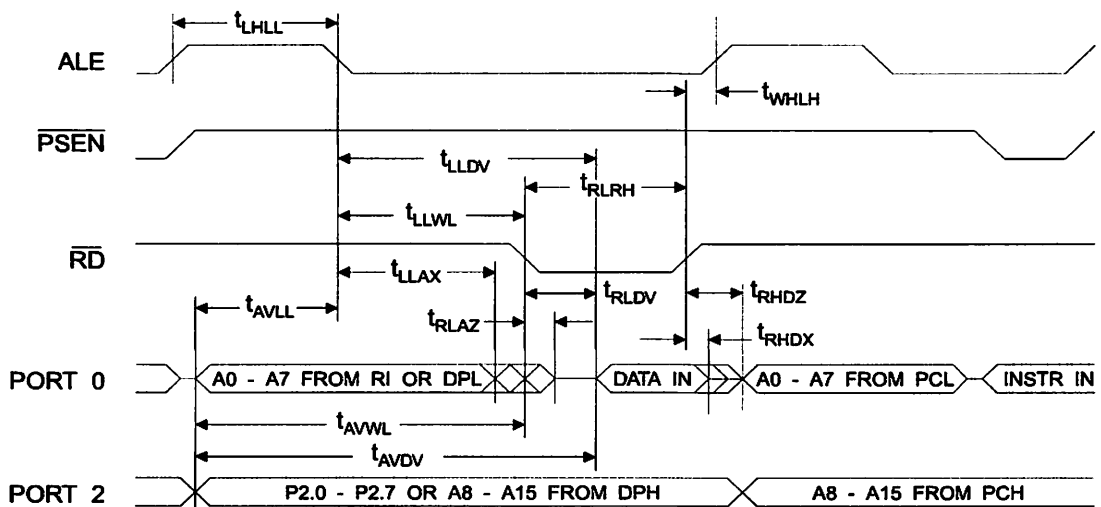 tLHLL
ALE
tWHLH
PSEN
tLLDV
tRLRH
tLLWL
RD
tLLAX
tRLDV
tRHDZ
tAVLL
tRLAZ
tRHDX
PORT 0
A0 - A7 FROM RI OR DPL
DATA IN
A0 - A7 FROM PCL
INSTR IN
tAVWL
tAVDV
PORT 2
P2.0 - P2.7 OR A8 - A15 FROM DPH
A8 - A15 FROM PCH